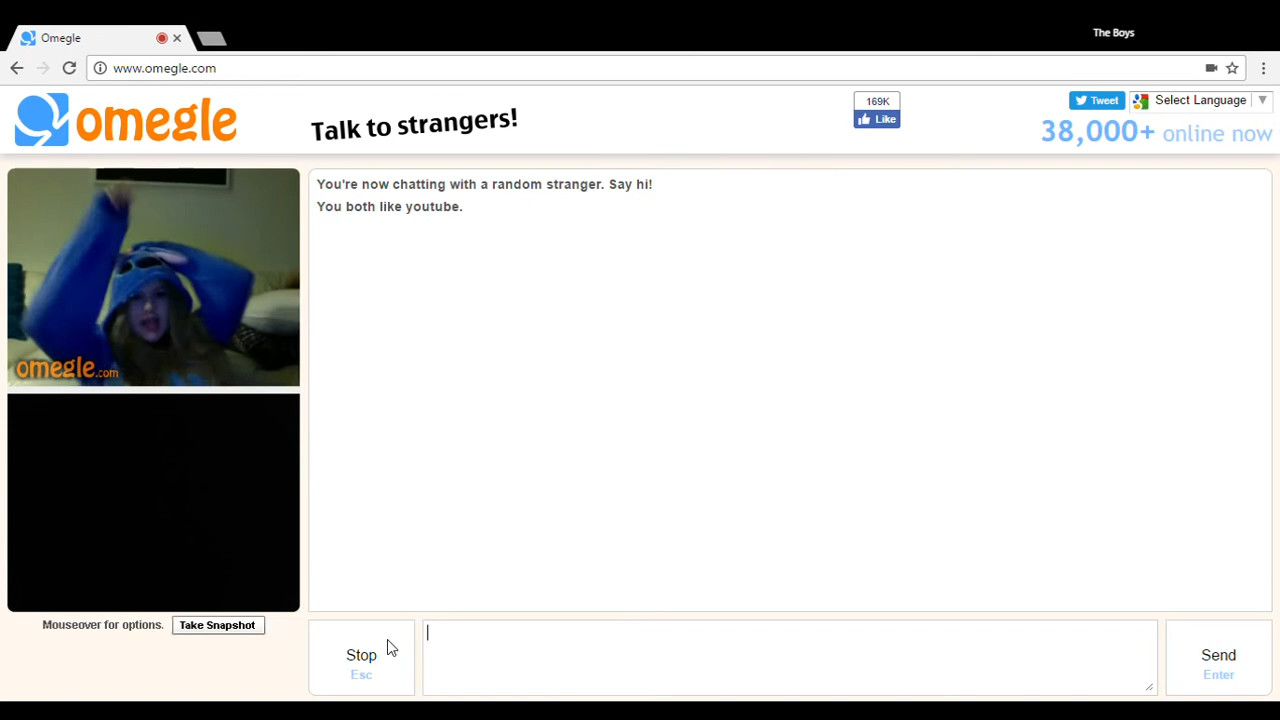 Omegle
The Boys
www.omegle.com
omegle
Talk to strangers!
169K
Like
Tweet
Select Language
38,000+ online now
You're now chatting with a random stranger. Say hi!
You both like youtube.
omegle.com
Mouseover for options.
Take Snapshot
Stop
Esc
Send
Enter